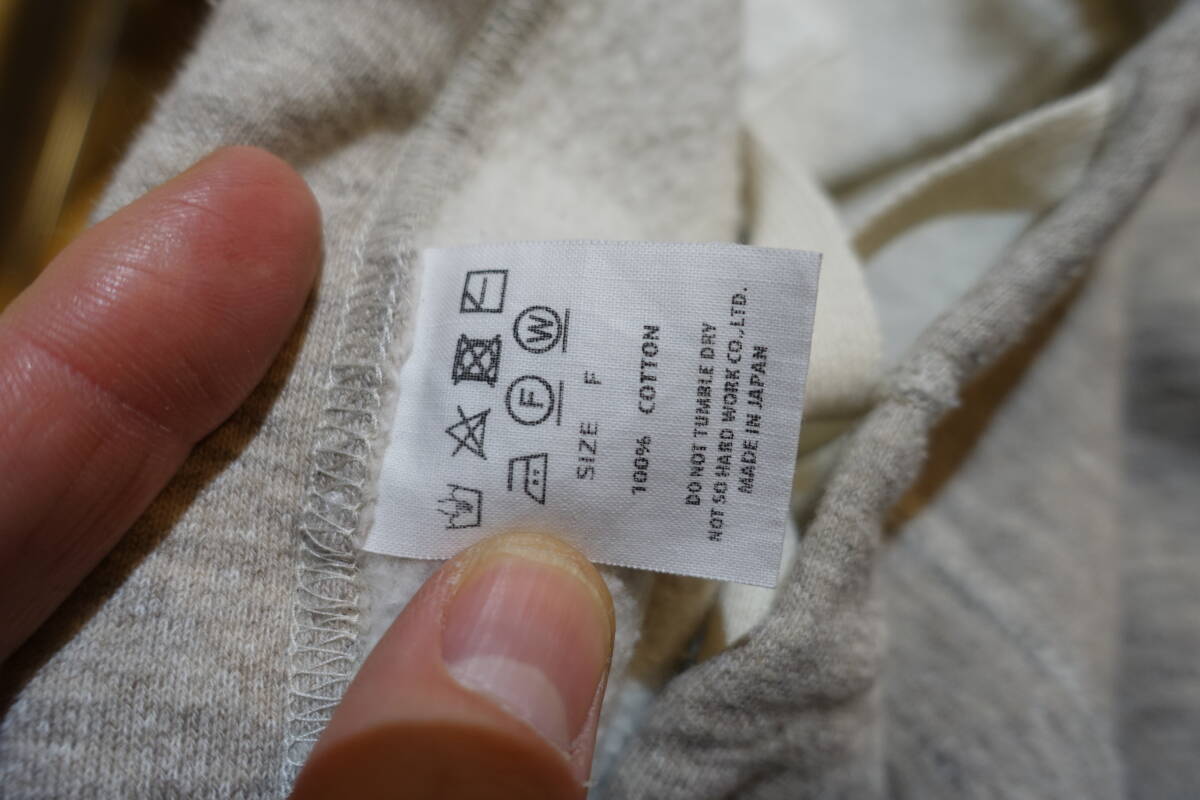 W
F
SIZE F
100% COTTON
DO NOT TUMBLE DRY
NOT SO HARD WORK CO.,LTD.
MADE IN JAPAN